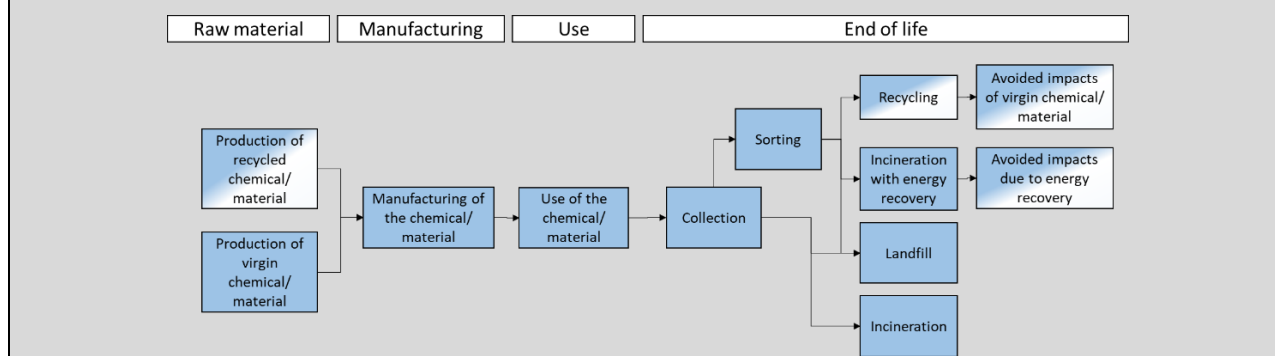 Raw material
Manufacturing
Use
End of life
Production of
recycled
chemical/
material
Production of
virgin
chemical/
material
Manufacturing of
the chemical/
material
Use of the
chemical/
material
Collection
Sorting
Recycling
Avoided impacts
of virgin chemical/
material
Incineration
with energy
recovery
Avoided impacts
due to energy
recovery
Landfill
Incineration